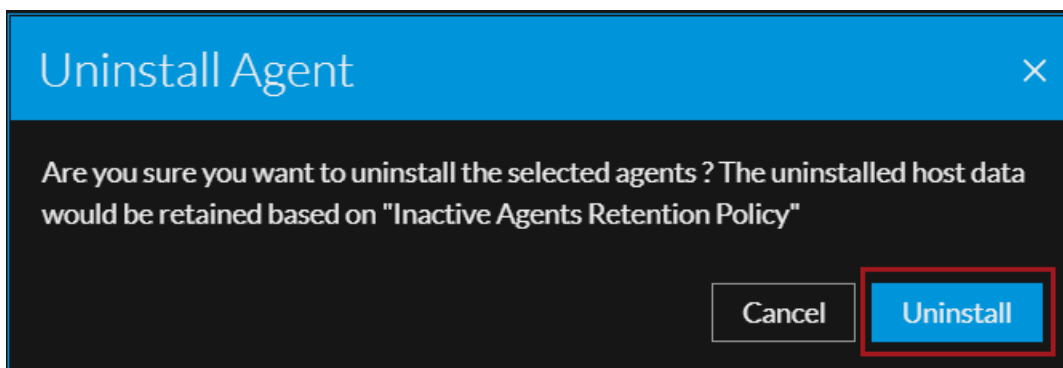 Uninstall Agent
Are you sure you want to uninstall the selected agents ? The uninstalled host data
would be retained based on "Inactive Agents Retention Policy"
Cancel
Uninstall